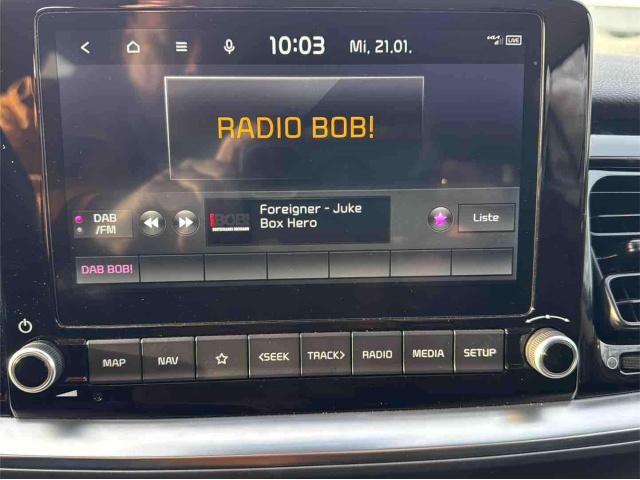 10:03 Mi, 21.01. LIVE
RADIO BOB!
DAB
/FM
BOB!
Foreigner - Juke
Box Hero
Liste
DAB BOB!
MAP NAV <SEEK TRACK> RADIO MEDIA SETUP